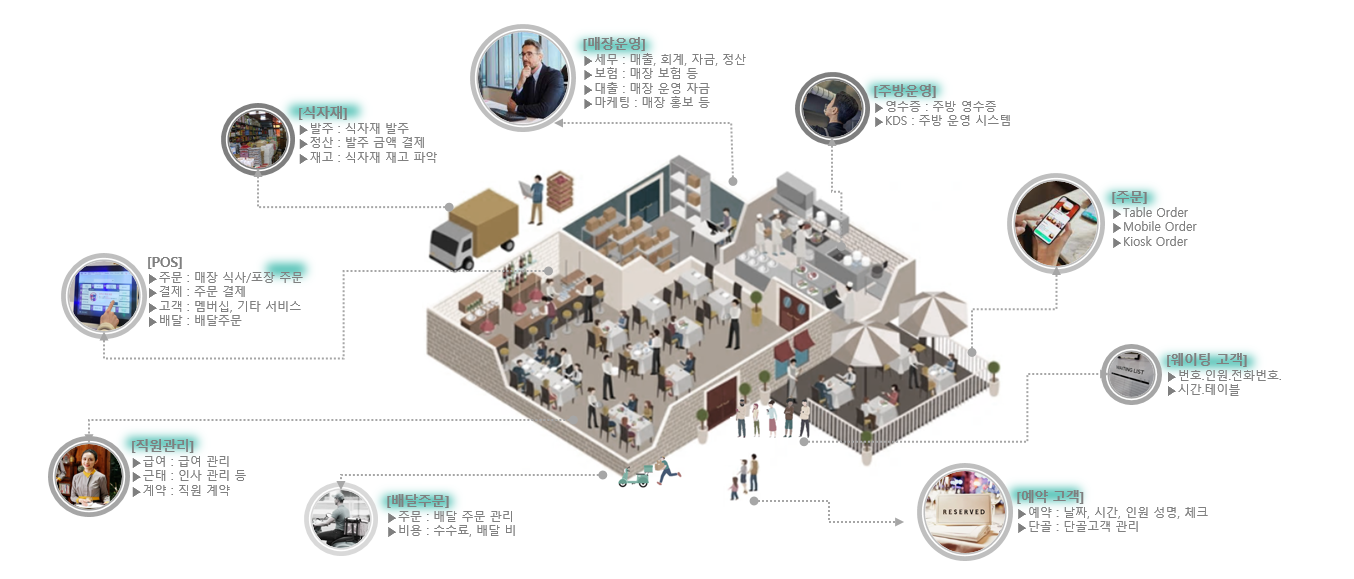 [매장운영]
▶세무 : 매출, 회계, 자금, 정산
▶보험 : 매장 보험 등
▶대출 : 매장 운영 자금
▶마케팅 : 매장 홍보 등
[주방운영]
▶영수증 : 주방 영수증
▶KDS : 주방 운영 시스템
[식자재]
▶발주 : 식자재 발주
▶정산 : 발주 금액 결제
▶재고 : 식자재 재고 파악
[주문]
▶Table Order
▶Mobile Order
▶Kiosk Order
[POS]
▶주문 : 매장 식사/포장 주문
▶결제 : 주문 결제
▶고객 : 멤버십, 기타 서비스
▶배달 : 배달주문
[웨이팅 고객]
▶번호.인원.전화번호.
▶시간.테이블
WAITING LIST
[직원관리]
▶급여 : 급여 관리
▶근태 : 인사 관리 등
▶계약 : 직원 계약
[배달주문]
▶주문 : 배달 주문 관리
▶비용 : 수수료, 배달 비
[예약 고객]
▶예약 : 날짜, 시간, 인원 성명, 체크
▶단골 : 단골고객 관리
RESERVED